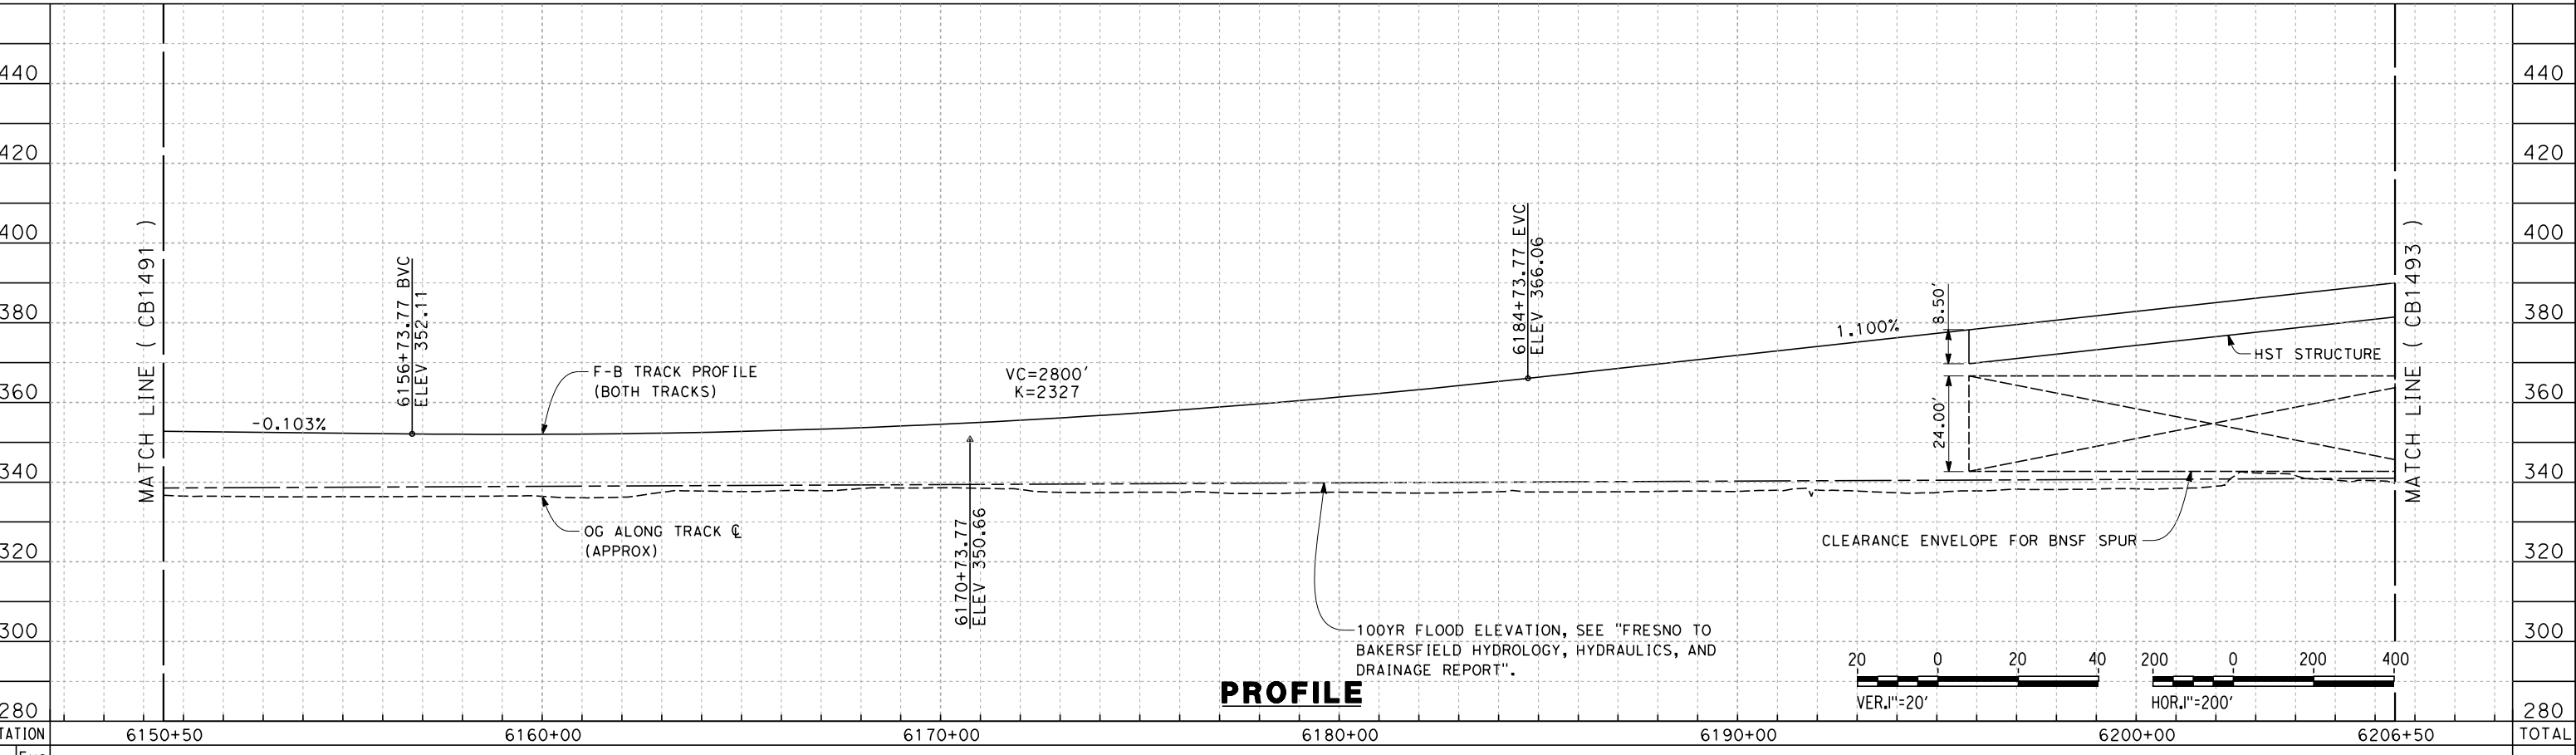 440
420
400
380
360
340
320
300
280
MATCH LINE ( CB1491 )
-0.103%
6156+73.77 BVC
ELEV 352.11
F-B TRACK PROFILE
(BOTH TRACKS)
OG ALONG TRACK ℄
(APPROX)
6170+73.77
ELEV 350.66
VC=2800'
K=2327
6184+73.77 EVC
ELEV 366.06
1.100%
8.50'
24.00'
HST STRUCTURE
CLEARANCE ENVELOPE FOR BNSF SPUR
100YR FLOOD ELEVATION, SEE "FRESNO TO
BAKERSFIELD HYDROLOGY, HYDRAULICS, AND
DRAINAGE REPORT".
MATCH LINE ( CB1493 )
440
420
400
380
360
340
320
300
280
PROFILE
20 0 20 40
VER.1"=20'
200 0 200 400
HOR.1"=200'
TATION 6150+50 6160+00 6170+00 6180+00 6190+00 6200+00 6206+50 TOTAL